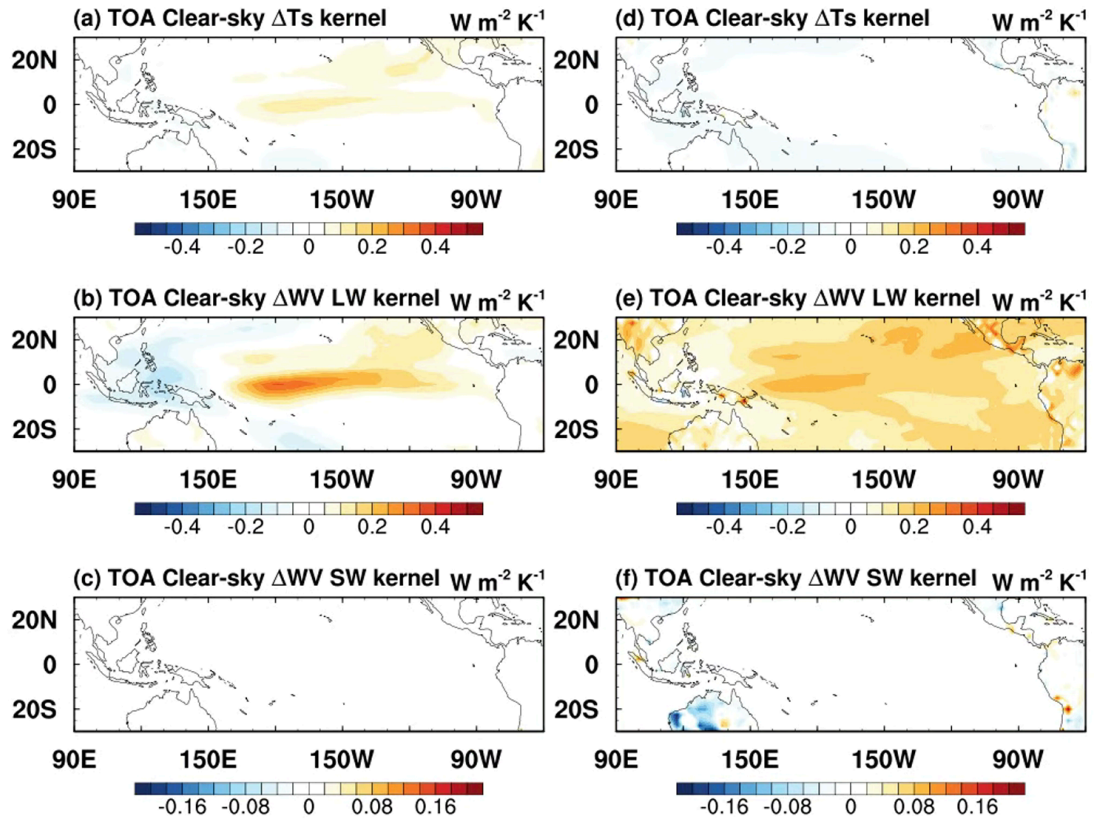 (a) TOA Clear-sky ΔTs kernel W m-2 K-1
20N
0
20S
90E 150E 150W 90W
-0.4 -0.2 0 0.2 0.4
(d) TOA Clear-sky ΔTs kernel W m-2 K-1
20N
0
20S
90E 150E 150W 90W
-0.4 -0.2 0 0.2 0.4
(b) TOA Clear-sky ΔWV LW kernel W m-2 K-1
20N
0
20S
90E 150E 150W 90W
-0.4 -0.2 0 0.2 0.4
(e) TOA Clear-sky ΔWV LW kernel W m-2 K-1
20N
0
20S
90E 150E 150W 90W
-0.4 -0.2 0 0.2 0.4
(c) TOA Clear-sky ΔWV SW kernel W m-2 K-1
20N
0
20S
90E 150E 150W 90W
-0.16 -0.08 0 0.08 0.16
(f) TOA Clear-sky ΔWV SW kernel W m-2 K-1
20N
0
20S
90E 150E 150W 90W
-0.16 -0.08 0 0.08 0.16